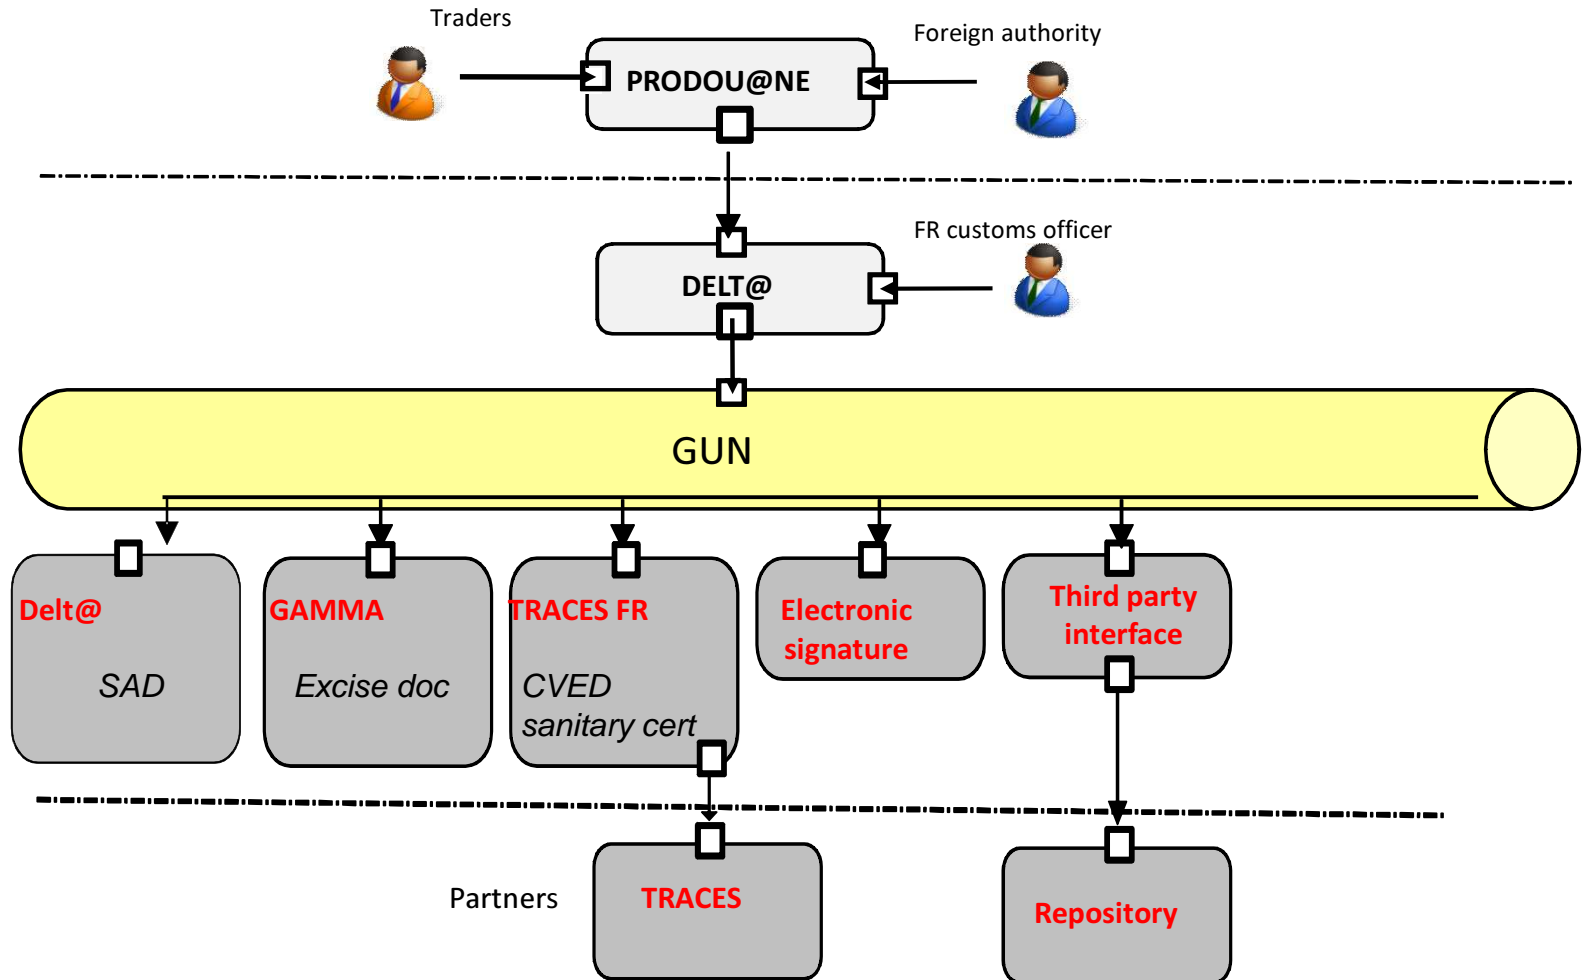 Traders
Foreign authority
PRODOU@NE
FR customs officer
DELT@
GUN
Delt@
SAD
GAMMA
Excise doc
TRACES FR
CVED
sanitary cert
Electronic
signature
Third party
interface
Partners
TRACES
Repository